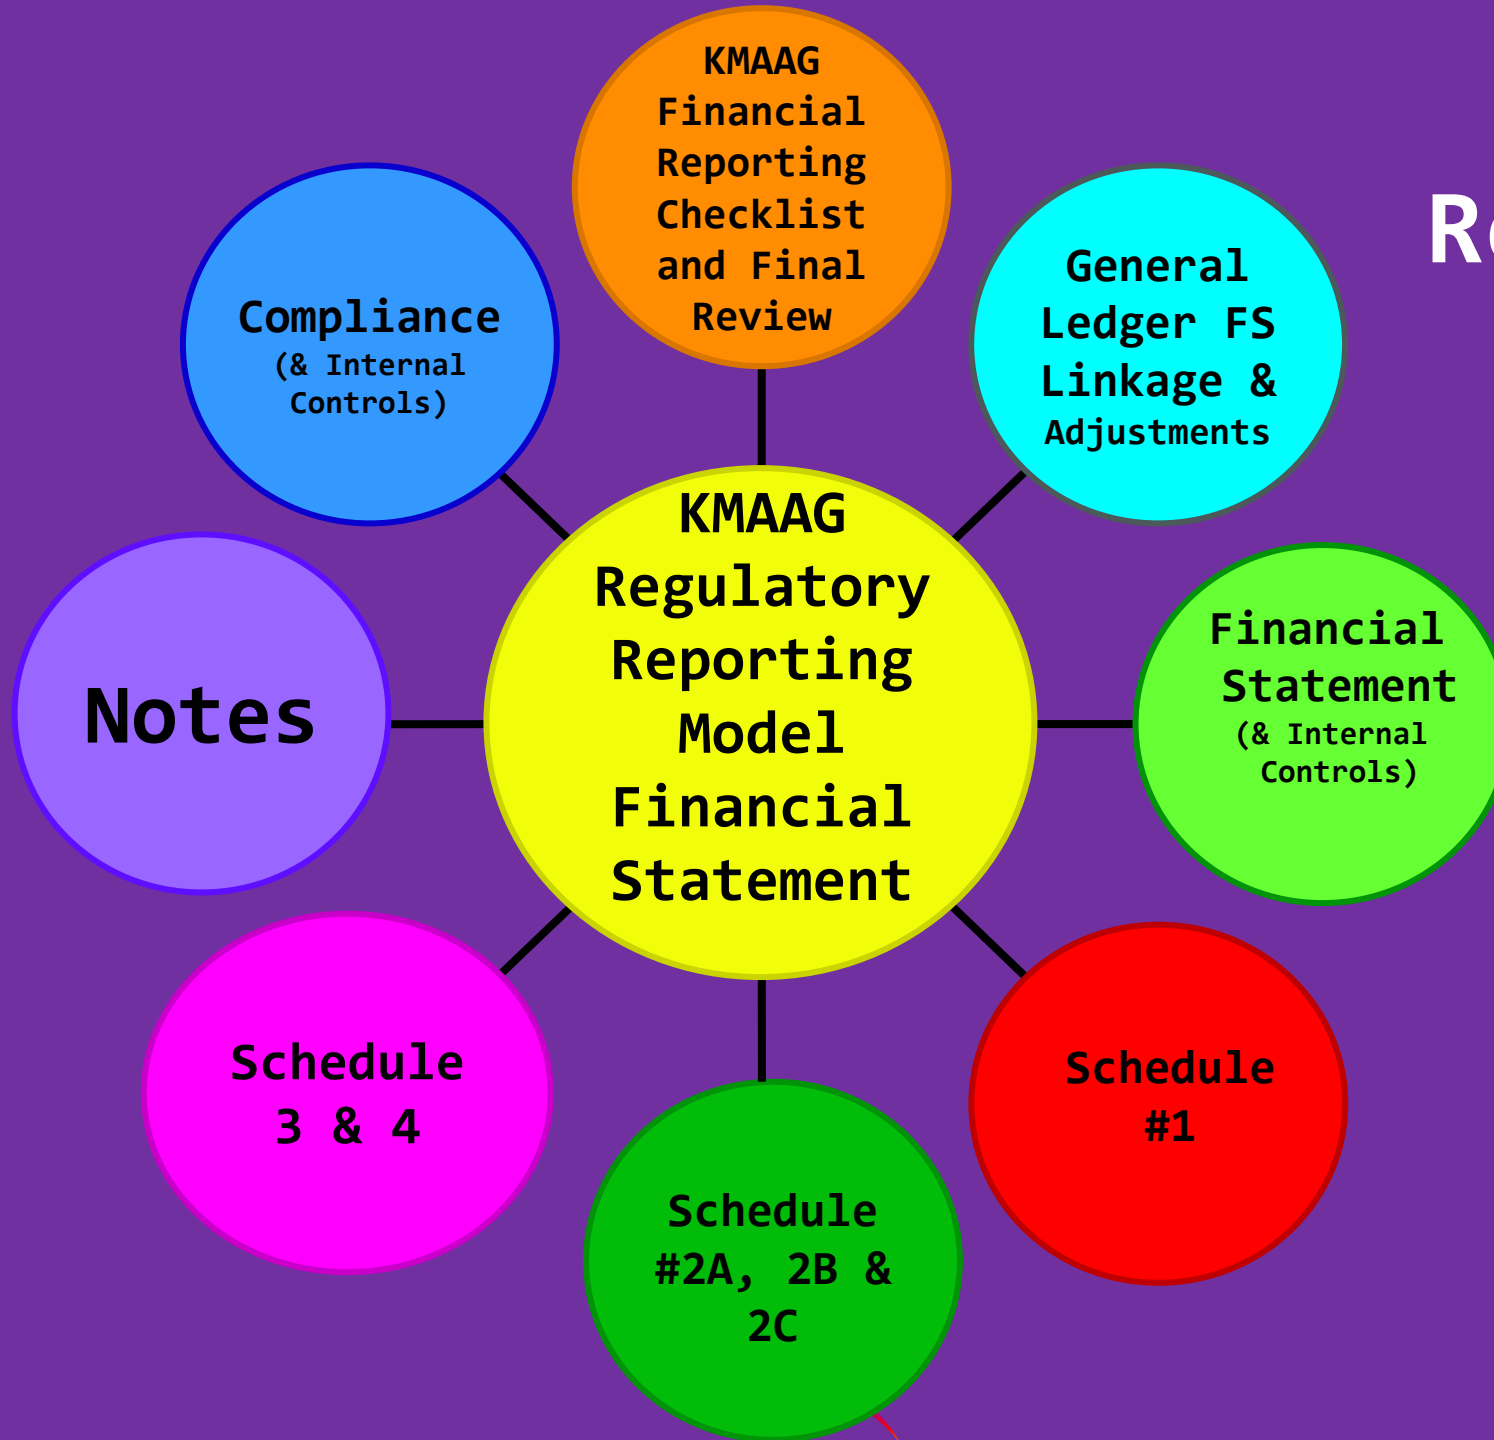 KMAAG
Financial
Reporting
Checklist
and Final
Review
General
Ledger FS
Linkage &
Adjustments
Financial
Statement
(& Internal
Controls)
Schedule
#1
Schedule
#2A, 2B &
2C
Schedule
3 & 4
Notes
Compliance
(& Internal
Controls)
KMAAG
Regulatory
Reporting
Model
Financial
Statement